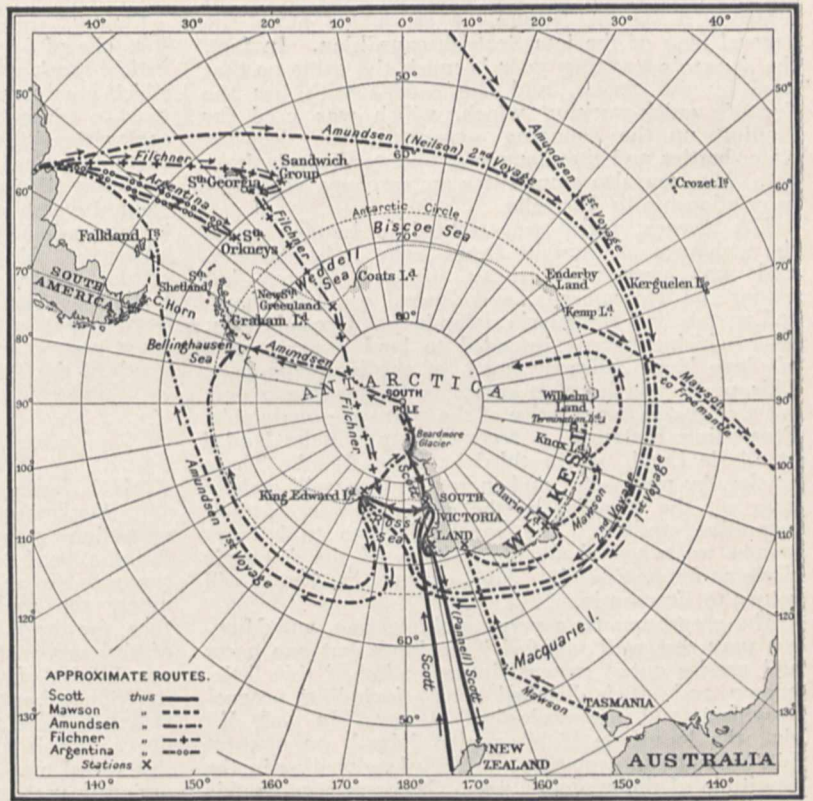 40° 30° 20° 10° 0° 10° 20° 30° 40°
50°
50°
50°
Amundsen (Neilson) 2nd Voyage
Amundsen 1st Voyage
Filchner
Sandwich
Group
Sth Georgia
60°
Crozet Is
60°
60°
Argentina
Antarctic Circle
Filchner
Biscoe Sea
70°
Falkland Is
Sth
Orkneys
Weddell
Sea
Coats Ld
Enderby
Land
Kerguelen Is
70°
70°
SOUTH
AMERICA
Sth
Shetland
New Sth
Greenland
C. Horn
Graham Ld
80°
Kemp Ld
80°
80°
Bellinghausen
Sea
Amundsen
Mawson
to Fremantle
ANTARCTICA
SOUTH
POLE
90°
90°
Wilhelm
Land
Termination Ld
Filchner
Beardmore
Glacier
Knox Ld
100°
100°
Scott
King Edward Ld
SOUTH
VICTORIA
LAND
Ross
Sea
Clarie Ld
WILKES Ld
Mawson
Amundsen 1st Voyage
2nd Voyage
1st Voyage
110°
110°
120°
120°
60°
Macquarie I.
(Pennell) Scott
Scott
Mawson
TASMANIA
50°
130°
130°
NEW
ZEALAND
AUSTRALIA
APPROXIMATE ROUTES.
Scott thus
Mawson „
Amundsen „
Filchner „
Argentina „
Stations X
140° 150° 160° 170° 180° 170° 160° 150° 140°